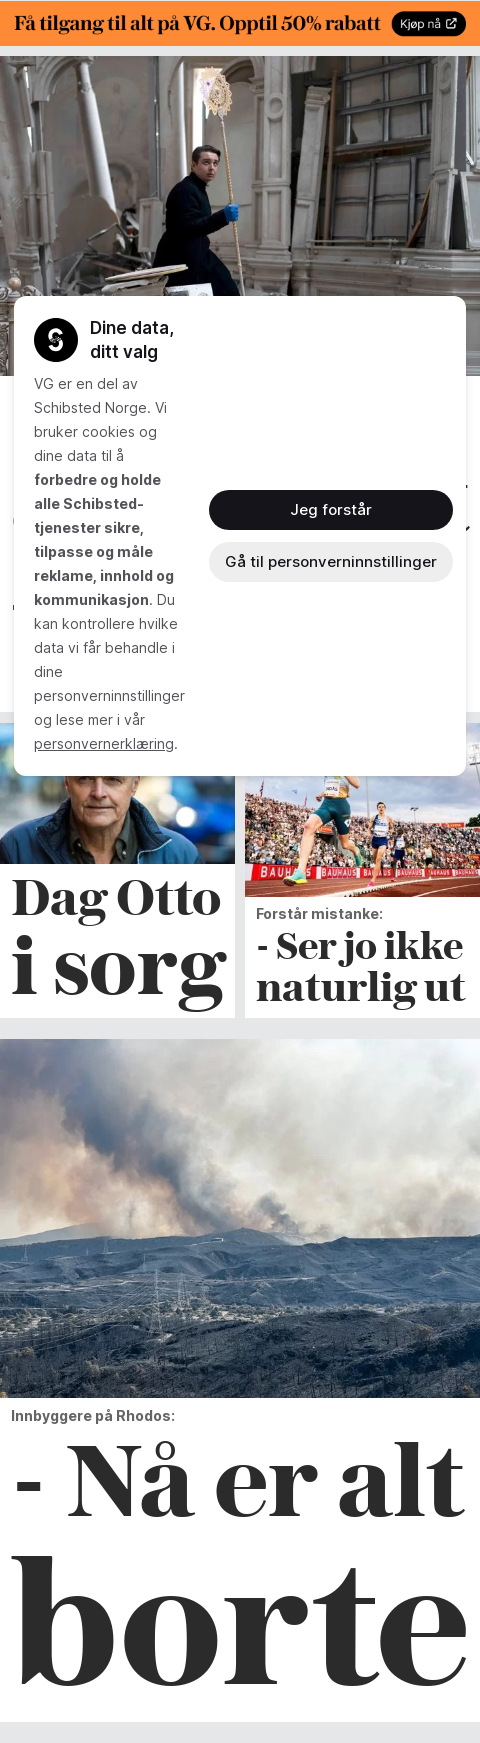 Få tilgang til alt på VG. Opptil 50% rabatt
Kjøp nå
Dine data,
ditt valg
VG er en del av
Schibsted Norge. Vi
bruker cookies og
dine data til å
forbedre og holde
alle Schibsted-
tjenester sikre,
tilpasse og måle
reklame, innhold og
kommunikasjon. Du
kan kontrollere hvilke
data vi får behandle i
dine
personverninnstillinger
og lese mer i vår
personvernerklæring.
Jeg forstår
Gå til personverninnstillinger
Dag Otto
i sorg
BAUHAUS BAUHAUS BAUHAUS BAUHAUS
Forstår mistanke:
- Ser jo ikke
naturlig ut
Innbyggere på Rhodos:
- Nå er alt
borte